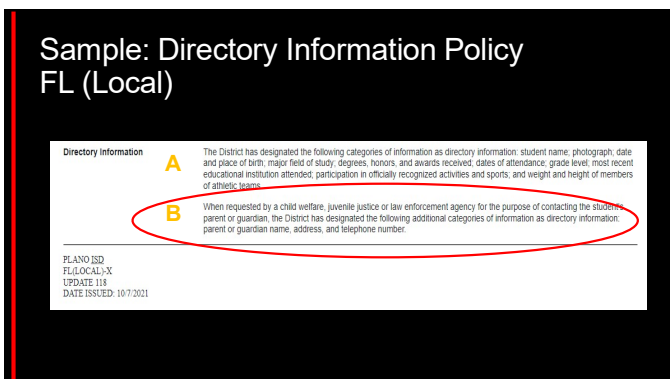 Sample: Directory Information Policy
FL (Local)
Directory Information
A
The District has designated the following categories of information as directory information: student name; photograph; date
and place of birth; major field of study; degrees, honors, and awards received; dates of attendance; grade level; most recent
educational institution attended; participation in officially recognized activities and sports; and weight and height of members
of athletic teams.
B
When requested by a child welfare, juvenile justice or law enforcement agency for the purpose of contacting the student's
parent or guardian, the District has designated the following additional categories of information as directory information:
parent or guardian name, address, and telephone number.
PLANO ISD
FL(LOCAL)-X
UPDATE 118
DATE ISSUED: 10/7/2021